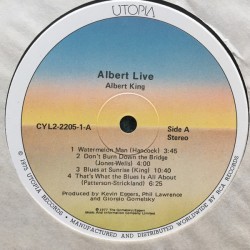 UTOPIA
Albert Live
Albert King
CYL2-2205-1-A
Side A
Stereo
1 Watermelon Man (Hancock) 3:45
2 Don't Burn Down the Bridge
(Jones-Wells) 3:20
3 Blues at Sunrise (King) 10:40
4 That's What the Blues Is All About
(Patterson-Strickland) 6:25
Produced by Kevin Eggers, Phil Lawrence
and Giorgio Gomelsky
© 1975 UTOPIA RECORDS • MANUFACTURED AND DISTRIBUTED WORLDWIDE BY RCA RECORDS